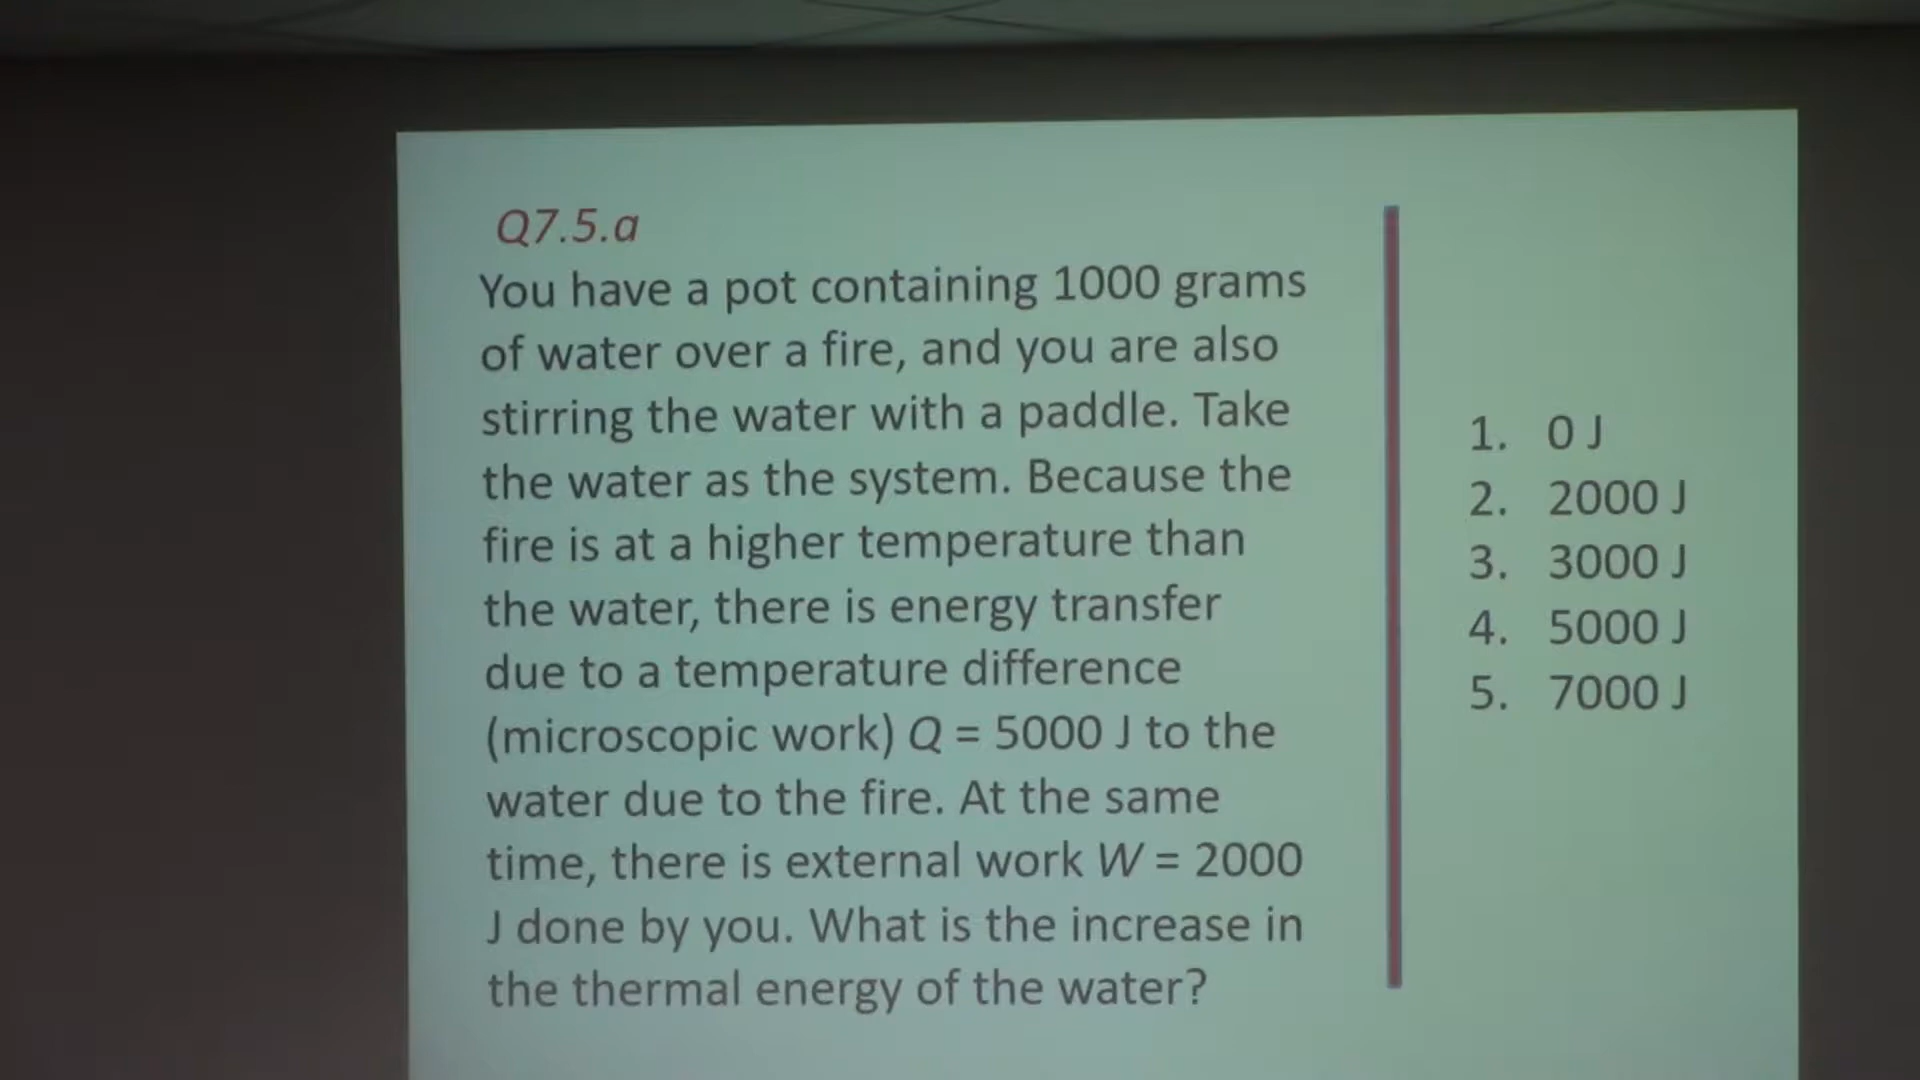 Q7.5.a
You have a pot containing 1000 grams
of water over a fire, and you are also
stirring the water with a paddle. Take
the water as the system. Because the
fire is at a higher temperature than
the water, there is energy transfer
due to a temperature difference
(microscopic work) Q = 5000 J to the
water due to the fire. At the same
time, there is external work W = 2000
J done by you. What is the increase in
the thermal energy of the water?
1. 0 J
2. 2000 J
3. 3000 J
4. 5000 J
5. 7000 J